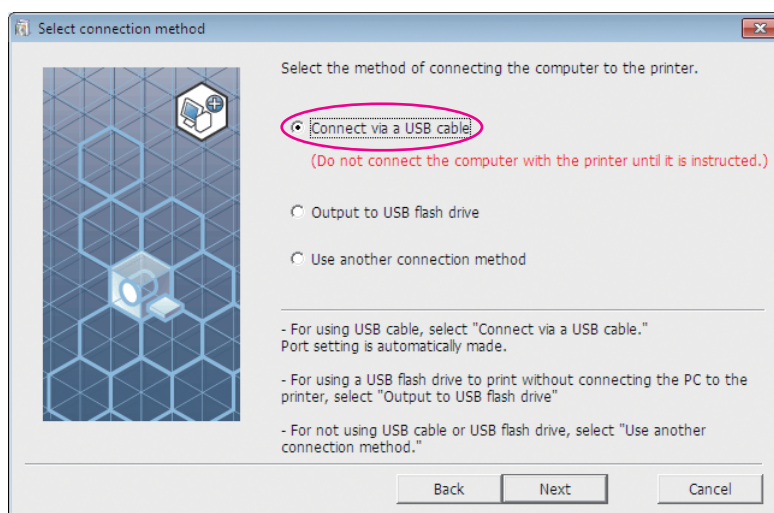 Select connection method
Select the method of connecting the computer to the printer.
Connect via a USB cable
(Do not connect the computer with the printer until it is instructed.)
Output to USB flash drive
Use another connection method
- For using USB cable, select "Connect via a USB cable."
Port setting is automatically made.
- For using a USB flash drive to print without connecting the PC to the
printer, select "Output to USB flash drive"
- For not using USB cable or USB flash drive, select "Use another
connection method."
Back
Next
Cancel